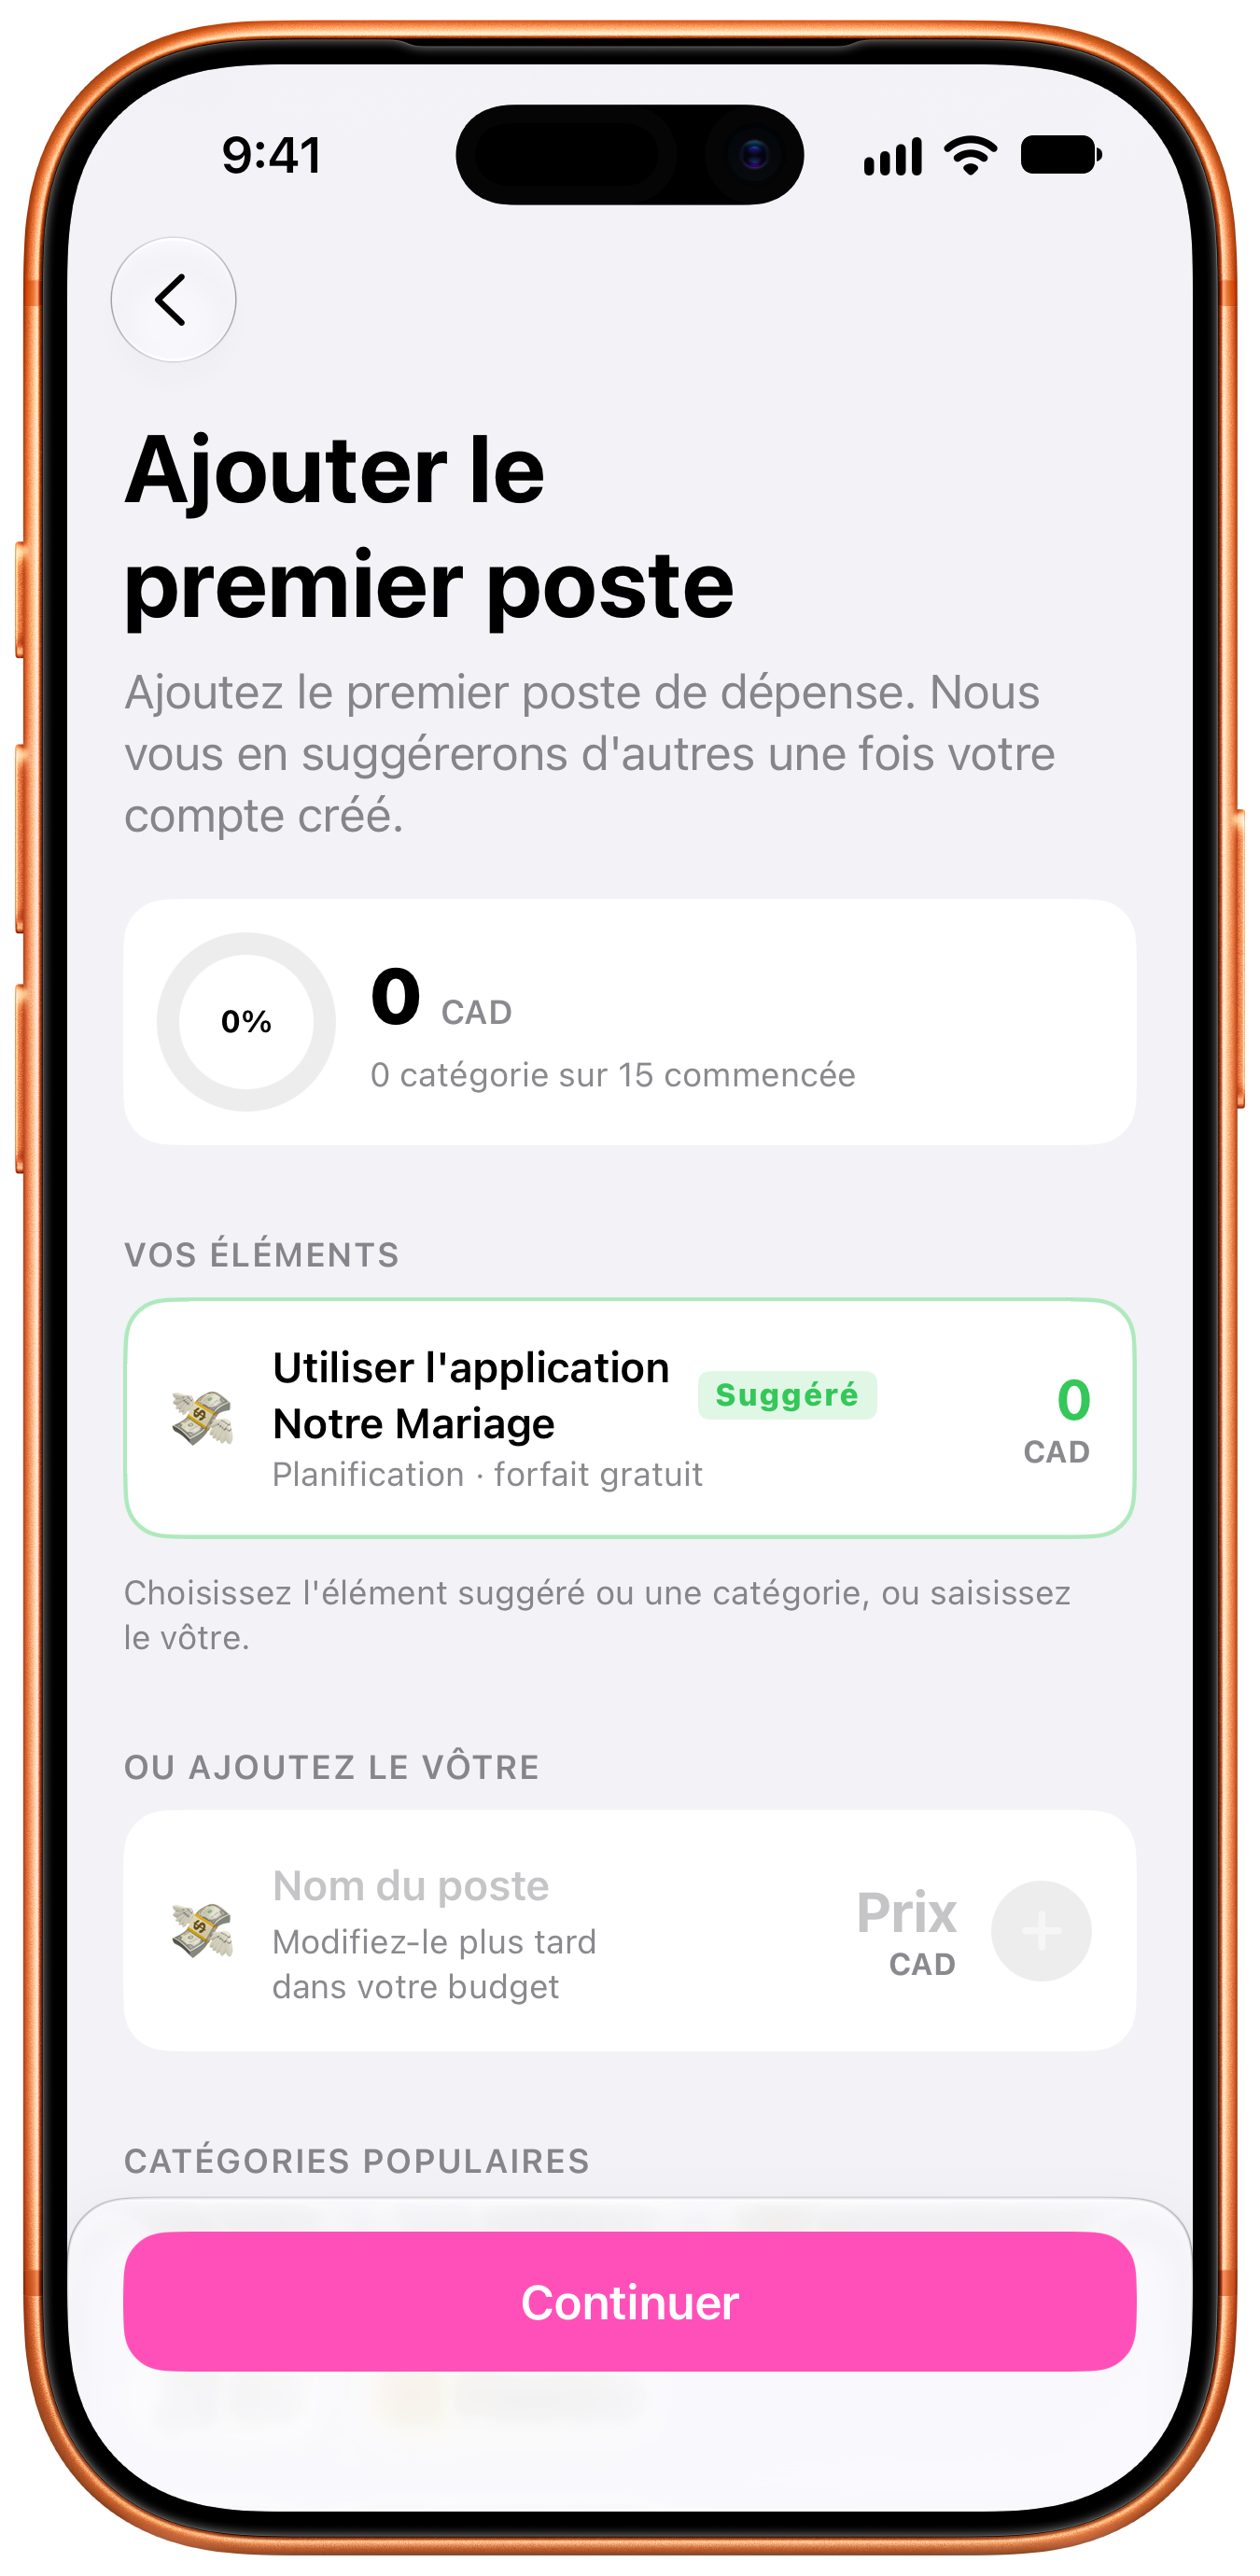 9:41
Ajouter le
premier poste
Ajoutez le premier poste de dépense. Nous
vous en suggérerons d'autres une fois votre
compte créé.
0%
0 CAD
0 catégorie sur 15 commencée
VOS ÉLÉMENTS
Utiliser l'application
Notre Mariage
Suggéré
Planification · forfait gratuit
0
CAD
Choisissez l'élément suggéré ou une catégorie, ou saisissez
le vôtre.
OU AJOUTEZ LE VÔTRE
Nom du poste
Modifiez-le plus tard
dans votre budget
Prix
CAD
CATÉGORIES POPULAIRES
Continuer